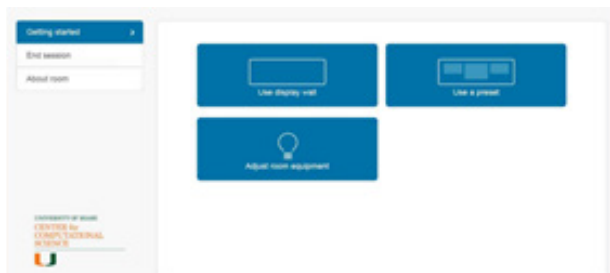 Getting started
End session
About room
Use display wall
Use a preset
Adjust room equipment
UNIVERSITY OF MIAMI
CENTER for
COMPUTATIONAL
SCIENCE
U